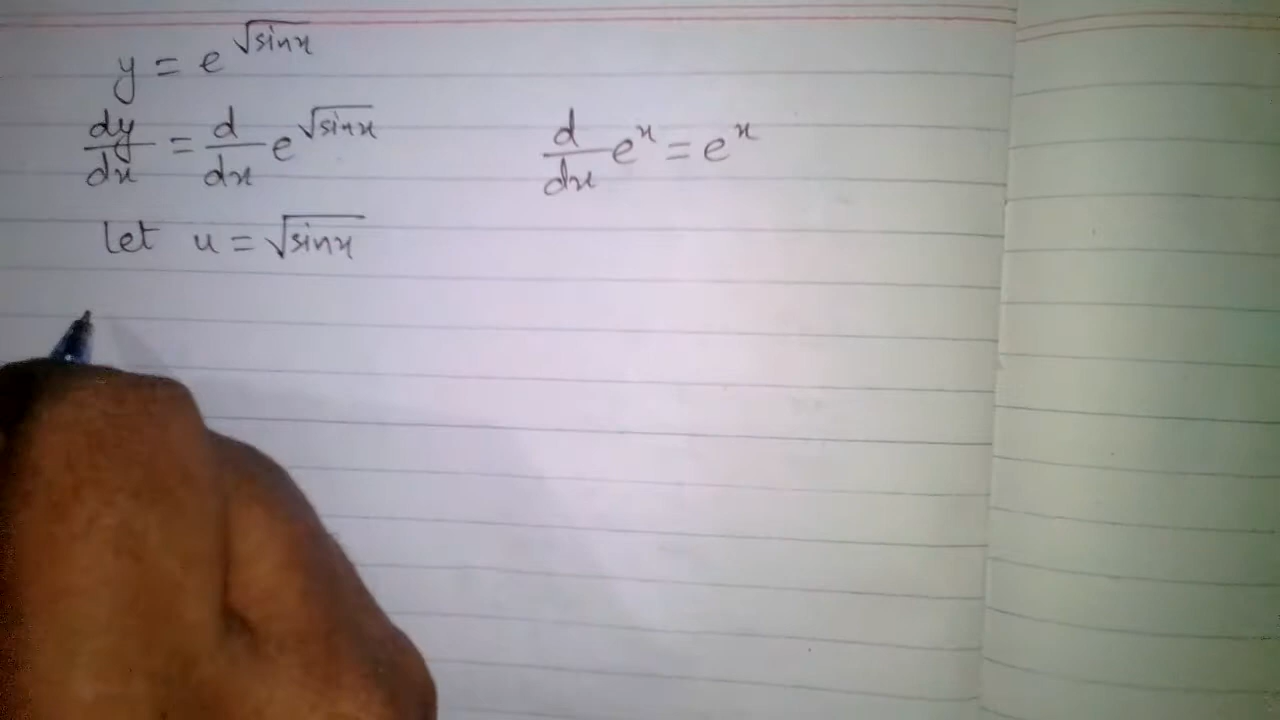 y = e^√sinx
dy/dx = d/dx e^√sinx
d/dx e^x = e^x
let u = √sinx